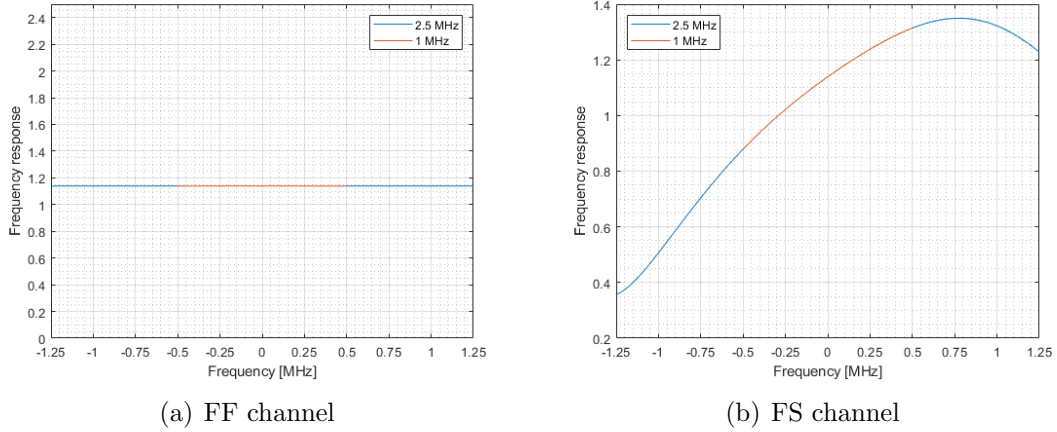 2.5 MHz
1 MHz
Frequency response
2.4
2.2
2
1.8
1.6
1.4
1.2
1
0.8
0.6
0.4
0.2
0
-1.25 -1 -0.75 -0.5 -0.25 0 0.25 0.5 0.75 1 1.25
Frequency [MHz]
(a) FF channel
2.5 MHz
1 MHz
Frequency response
1.4
1.2
1
0.8
0.6
0.4
0.2
-1.25 -1 -0.75 -0.5 -0.25 0 0.25 0.5 0.75 1 1.25
Frequency [MHz]
(b) FS channel